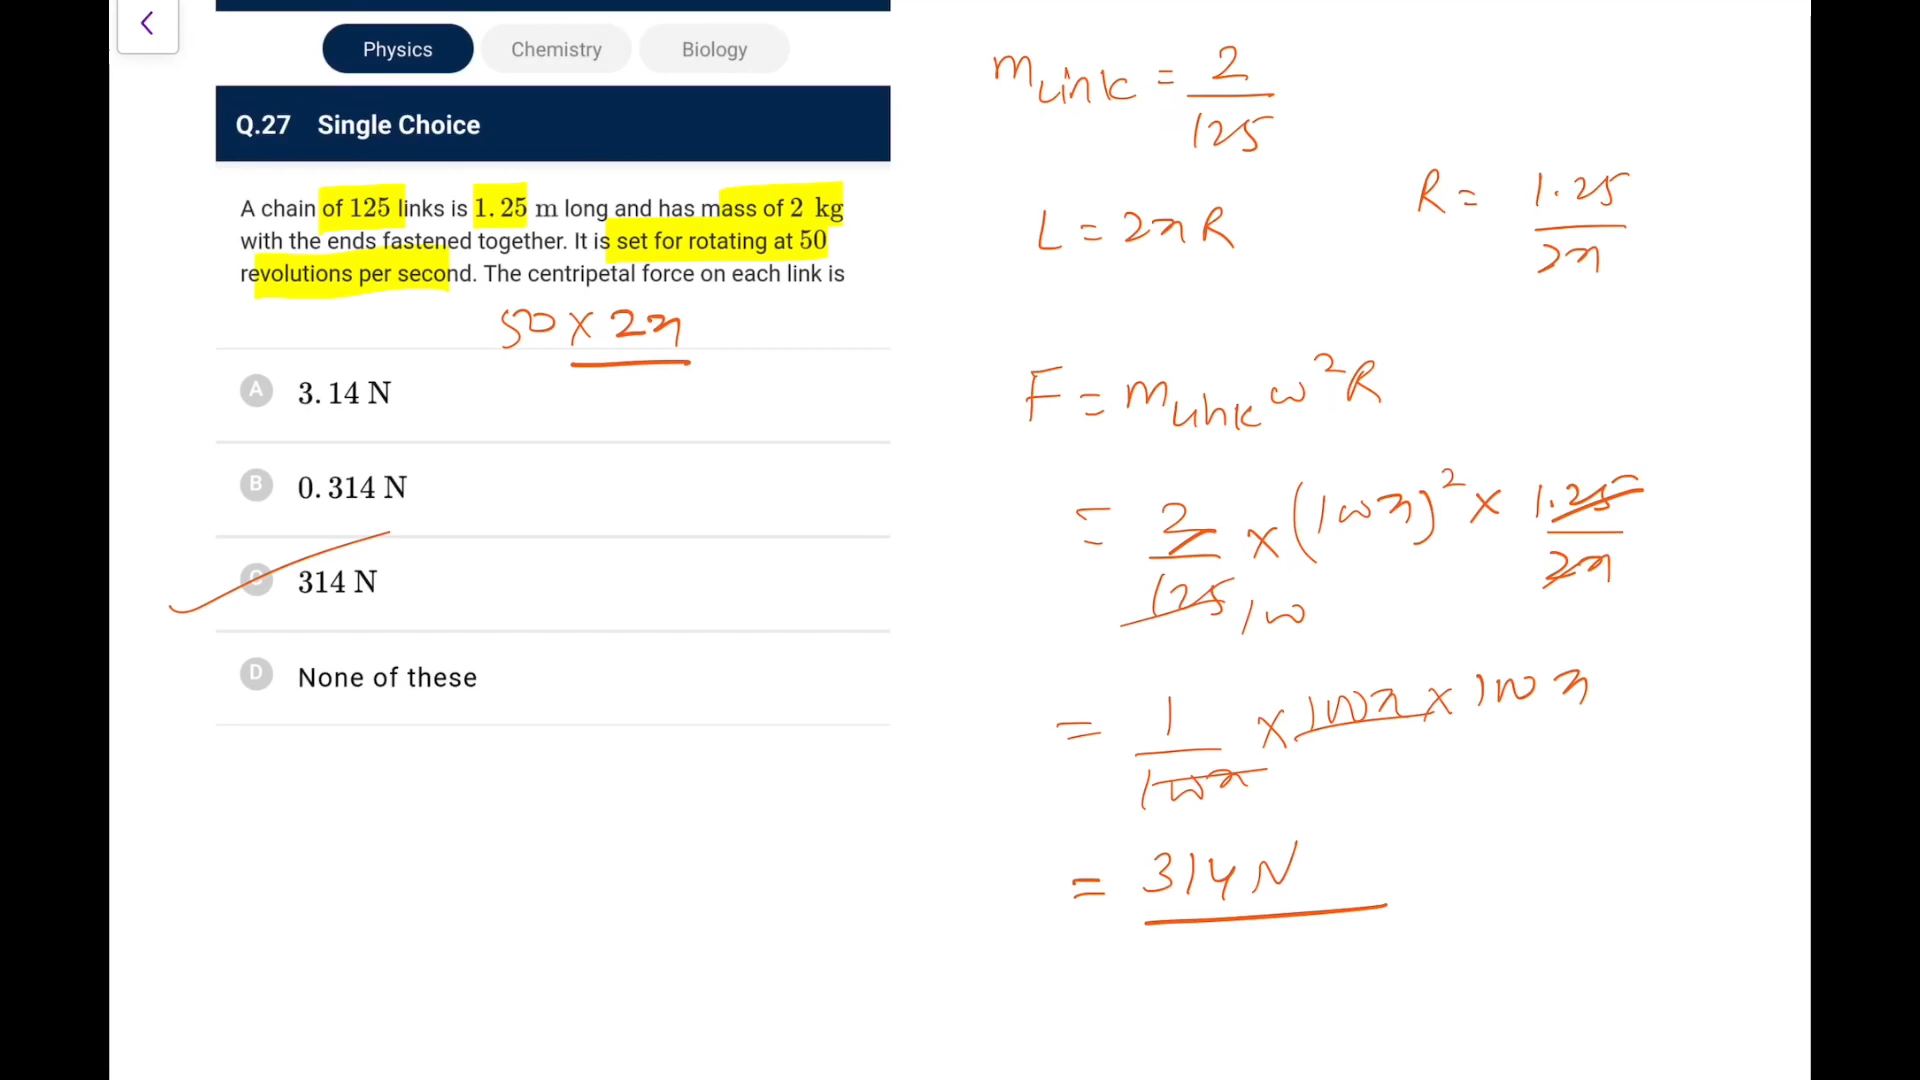 Physics Chemistry Biology
Q.27 Single Choice
A chain of 125 links is 1.25 m long and has mass of 2 kg
with the ends fastened together. It is set for rotating at 50
revolutions per second. The centripetal force on each link is
50 × 2π
A 3.14 N
B 0.314 N
C 314 N
D None of these
m link = 2/125
L = 2πR
R = 1.25/2π
F = m link ω²R
= 2/125 × (100π)² × 1.25/2π
100
= 1/100π × 100π × 100π
= 314 N